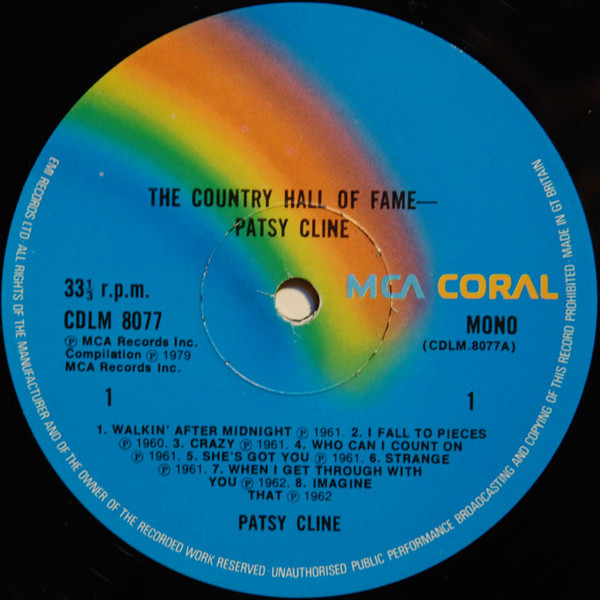 THE COUNTRY HALL OF FAME—
PATSY CLINE
33⅓ r.p.m.
CDLM 8077
Ⓟ MCA Records Inc.
Compilation Ⓟ 1979
MCA Records Inc.
MCA CORAL
MONO
(CDLM.8077A)
1
1
1. WALKIN' AFTER MIDNIGHT Ⓟ 1961. 2. I FALL TO PIECES
Ⓟ 1960. 3. CRAZY Ⓟ 1961. 4. WHO CAN I COUNT ON
Ⓟ 1961. 5. SHE'S GOT YOU Ⓟ 1961. 6. STRANGE
Ⓟ 1961. 7. WHEN I GET THROUGH WITH
YOU Ⓟ 1962. 8. IMAGINE
THAT Ⓟ 1962
PATSY CLINE
EMI RECORDS LTD. ALL RIGHTS OF THE MANUFACTURER AND OF THE OWNER OF THE RECORDED WORK RESERVED · UNAUTHORISED PUBLIC PERFORMANCE BROADCASTING AND COPYING OF THIS RECORD PROHIBITED · MADE IN GT BRITAIN